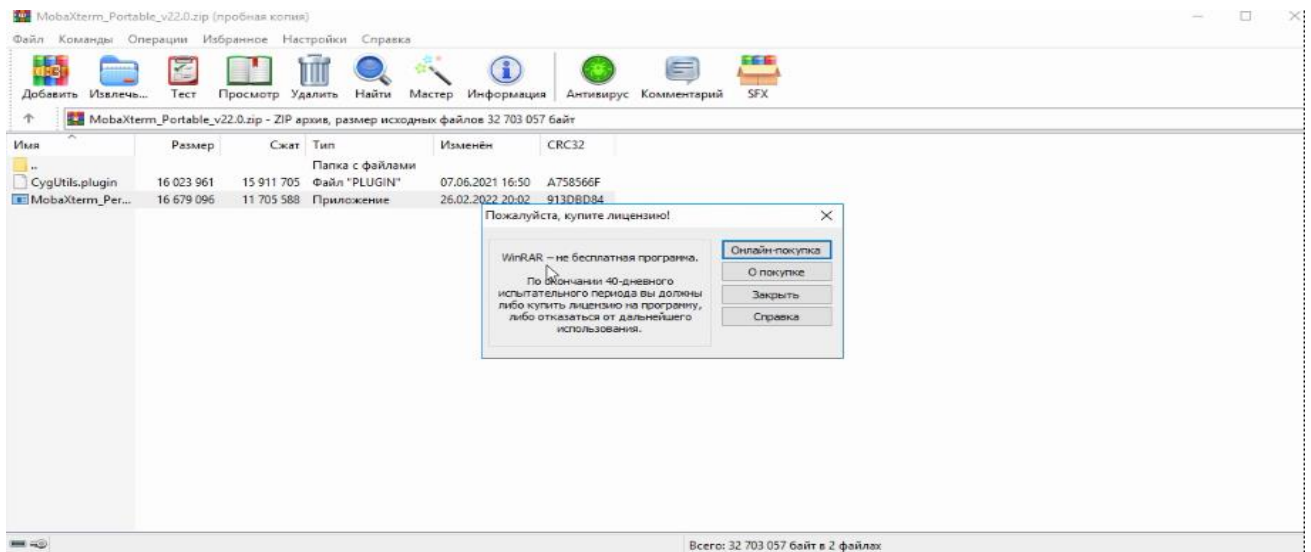 MobaXterm_Portable_v22.0.zip (пробная копия)
Файл Команды Операции Избранное Настройки Справка
Добавить Извлечь... Тест Просмотр Удалить Найти Мастер Информация Антивирус Комментарий SFX
MobaXterm_Portable_v22.0.zip - ZIP архив, размер исходных файлов 32 703 057 байт
Имя Размер Сжат Тип Изменён CRC32
.. Папка с файлами
CygUtils.plugin 16 023 961 15 911 705 Файл "PLUGIN" 07.06.2021 16:50 A758566F
MobaXterm_Per... 16 679 096 11 705 588 Приложение 26.02.2022 20:02 913DBD84
Пожалуйста, купите лицензию!
WinRAR – не бесплатная программа.
По окончании 40-дневного
испытательного периода вы должны
либо купить лицензию на программу,
либо отказаться от дальнейшего
использования.
Онлайн-покупка
О покупке
Закрыть
Справка
Всего: 32 703 057 байт в 2 файлах